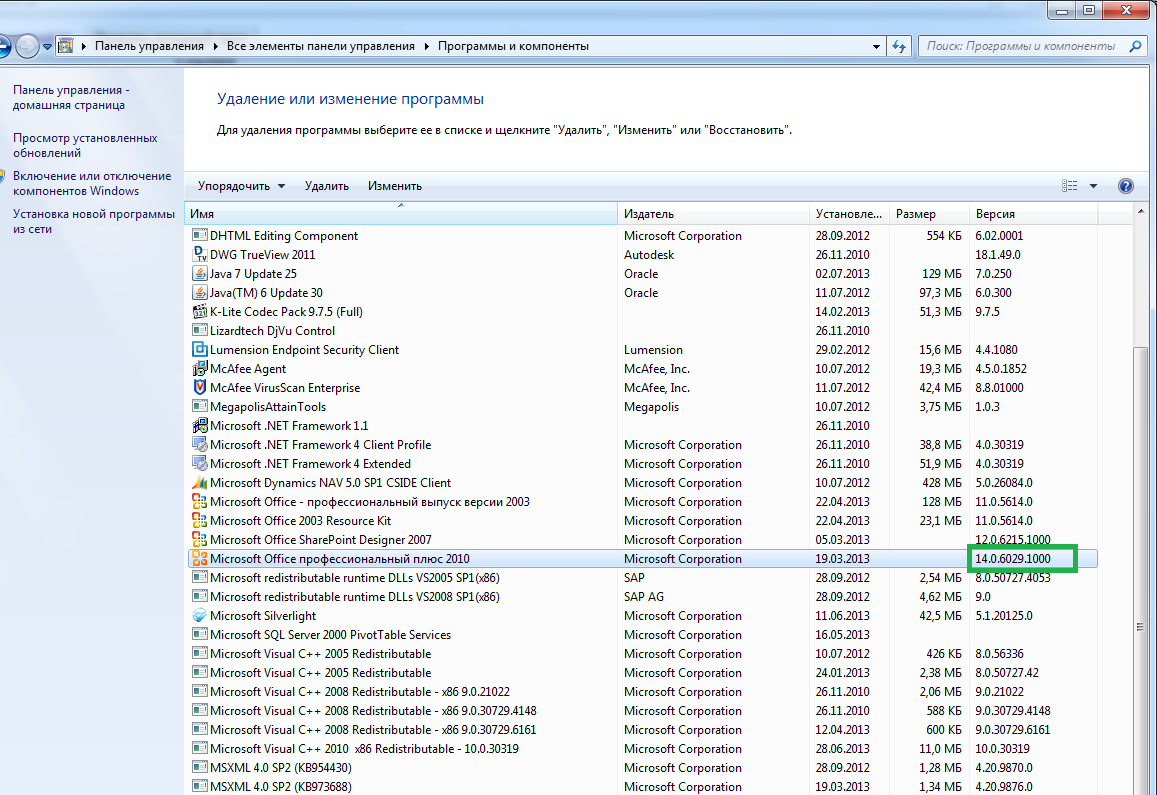 Панель управления Все элементы панели управления Программы и компоненты Поиск: Программы и компоненты
Панель управления -
домашняя страница
Просмотр установленных
обновлений
Включение или отключение
компонентов Windows
Установка новой программы
из сети
Удаление или изменение программы
Для удаления программы выберите ее в списке и щелкните "Удалить", "Изменить" или "Восстановить".
Упорядочить Удалить Изменить
Имя Издатель Установле... Размер Версия
DHTML Editing Component Microsoft Corporation 28.09.2012 554 КБ 6.02.0001
DWG TrueView 2011 Autodesk 26.11.2010 18.1.49.0
Java 7 Update 25 Oracle 02.07.2013 129 МБ 7.0.250
Java(TM) 6 Update 30 Oracle 11.07.2012 97,3 МБ 6.0.300
K-Lite Codec Pack 9.7.5 (Full) 14.02.2013 51,3 МБ 9.7.5
Lizardtech DjVu Control 26.11.2010
Lumension Endpoint Security Client Lumension 29.02.2012 15,6 МБ 4.4.1080
McAfee Agent McAfee, Inc. 10.07.2012 19,3 МБ 4.5.0.1852
McAfee VirusScan Enterprise McAfee, Inc. 11.07.2012 42,4 МБ 8.8.01000
MegapolisAttainTools Megapolis 10.07.2012 3,75 МБ 1.0.3
Microsoft .NET Framework 1.1 26.11.2010
Microsoft .NET Framework 4 Client Profile Microsoft Corporation 26.11.2010 38,8 МБ 4.0.30319
Microsoft .NET Framework 4 Extended Microsoft Corporation 26.11.2010 51,9 МБ 4.0.30319
Microsoft Dynamics NAV 5.0 SP1 CSIDE Client Microsoft Corporation 10.07.2012 428 МБ 5.0.26084.0
Microsoft Office - профессиональный выпуск версии 2003 Microsoft Corporation 22.04.2013 128 МБ 11.0.5614.0
Microsoft Office 2003 Resource Kit Microsoft Corporation 22.04.2013 23,1 МБ 11.0.5614.0
Microsoft Office SharePoint Designer 2007 Microsoft Corporation 05.03.2013 12.0.6215.1000
Microsoft Office профессиональный плюс 2010 Microsoft Corporation 19.03.2013 14.0.6029.1000
Microsoft redistributable runtime DLLs VS2005 SP1(x86) SAP 28.09.2012 2,54 МБ 8.0.50727.4053
Microsoft redistributable runtime DLLs VS2008 SP1(x86) SAP AG 28.09.2012 4,62 МБ 9.0
Microsoft Silverlight Microsoft Corporation 11.06.2013 42,5 МБ 5.1.20125.0
Microsoft SQL Server 2000 PivotTable Services Microsoft Corporation 16.05.2013
Microsoft Visual C++ 2005 Redistributable Microsoft Corporation 10.07.2012 426 КБ 8.0.56336
Microsoft Visual C++ 2005 Redistributable Microsoft Corporation 24.01.2013 2,38 МБ 8.0.50727.42
Microsoft Visual C++ 2008 Redistributable - x86 9.0.21022 Microsoft Corporation 26.11.2010 2,06 МБ 9.0.21022
Microsoft Visual C++ 2008 Redistributable - x86 9.0.30729.4148 Microsoft Corporation 26.11.2010 588 КБ 9.0.30729.4148
Microsoft Visual C++ 2008 Redistributable - x86 9.0.30729.6161 Microsoft Corporation 12.04.2013 600 КБ 9.0.30729.6161
Microsoft Visual C++ 2010 x86 Redistributable - 10.0.30319 Microsoft Corporation 28.06.2013 11,0 МБ 10.0.30319
MSXML 4.0 SP2 (KB954430) Microsoft Corporation 28.09.2012 1,28 МБ 4.20.9870.0
MSXML 4.0 SP2 (KB973688) Microsoft Corporation 19.03.2013 1,34 МБ 4.20.9876.0